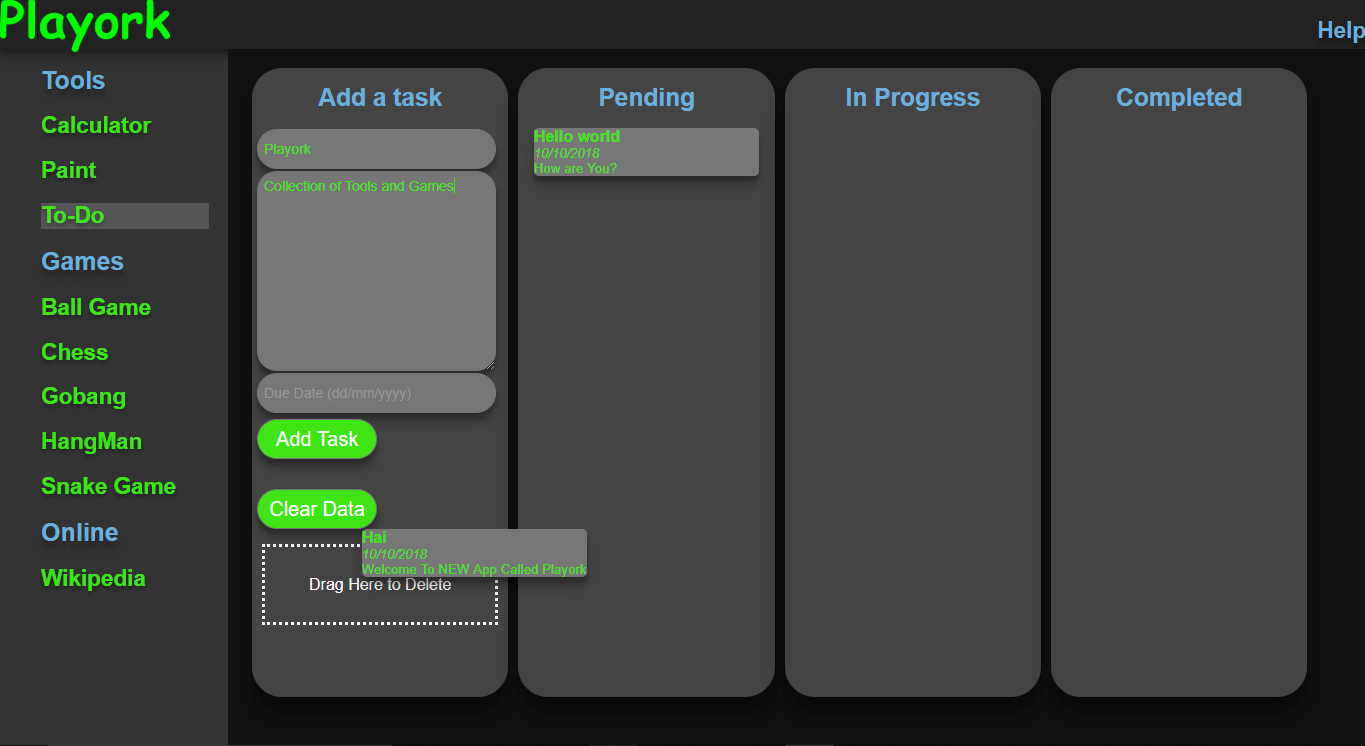 Playork
Help
Tools
Calculator
Paint
To-Do
Games
Ball Game
Chess
Gobang
HangMan
Snake Game
Online
Wikipedia
Add a task
Playork
Collection of Tools and Games
Due Date (dd/mm/yyyy)
Add Task
Clear Data
Hai
10/10/2018
Welcome To NEW App Called Playork
Drag Here to Delete
Pending
Hello world
10/10/2018
How are You?
In Progress
Completed